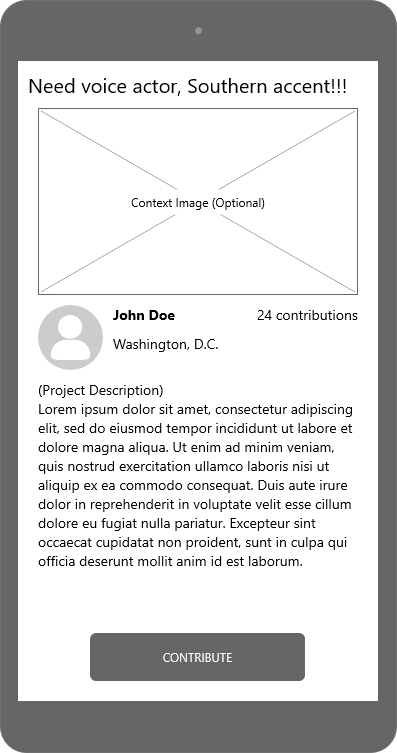 Need voice actor, Southern accent!!!
Context Image (Optional)
John Doe
24 contributions
Washington, D.C.
(Project Description)
Lorem ipsum dolor sit amet, consectetur adipiscing
elit, sed do eiusmod tempor incididunt ut labore et
dolore magna aliqua. Ut enim ad minim veniam,
quis nostrud exercitation ullamco laboris nisi ut
aliquip ex ea commodo consequat. Duis aute irure
dolor in reprehenderit in voluptate velit esse cillum
dolore eu fugiat nulla pariatur. Excepteur sint
occaecat cupidatat non proident, sunt in culpa qui
officia deserunt mollit anim id est laborum.
CONTRIBUTE